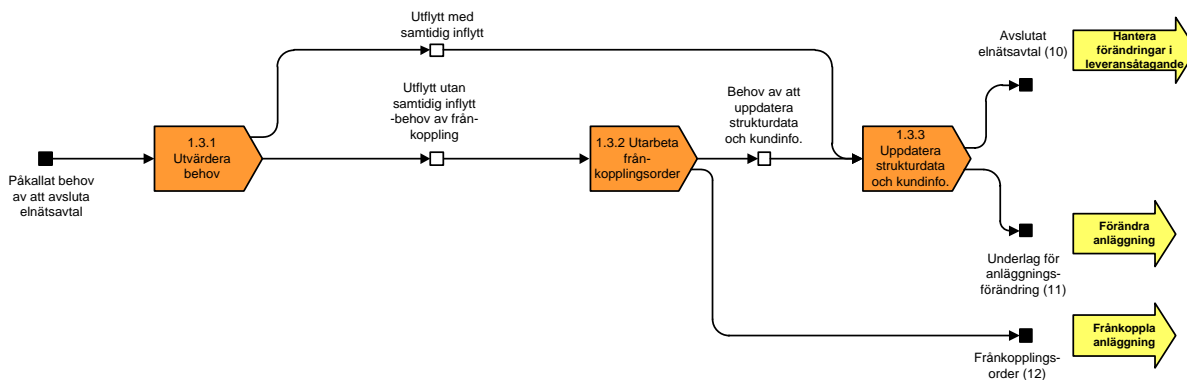 Utflytt med
samtidig inflytt
Avslutat
elnätsavtal (10)
Hantera
förändringar i
leveransåtagande
Utflytt utan
samtidig inflytt
-behov av från-
koppling
Behov av att
uppdatera
strukturdata
och kundinfo.
1.3.1
Utvärdera
behov
1.3.2 Utarbeta
från-
kopplingsorder
1.3.3
Uppdatera
strukturdata
och kundinfo.
Påkallat behov
av att avsluta
elnätsavtal
Förändra
anläggning
Underlag för
anläggnings-
förändring (11)
Frånkoppla
anläggning
Frånkopplings-
order (12)